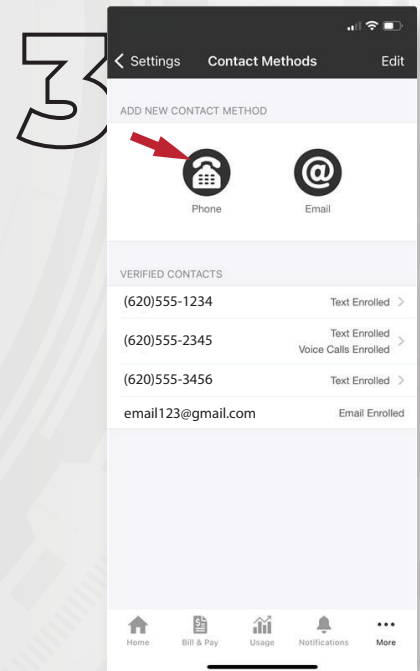 3
Settings Contact Methods Edit
ADD NEW CONTACT METHOD
@
Phone Email
VERIFIED CONTACTS
(620)555-1234 Text Enrolled
(620)555-2345 Text Enrolled
Voice Calls Enrolled
(620)555-3456 Text Enrolled
email123@gmail.com Email Enrolled
Home Bill & Pay Usage Notifications More